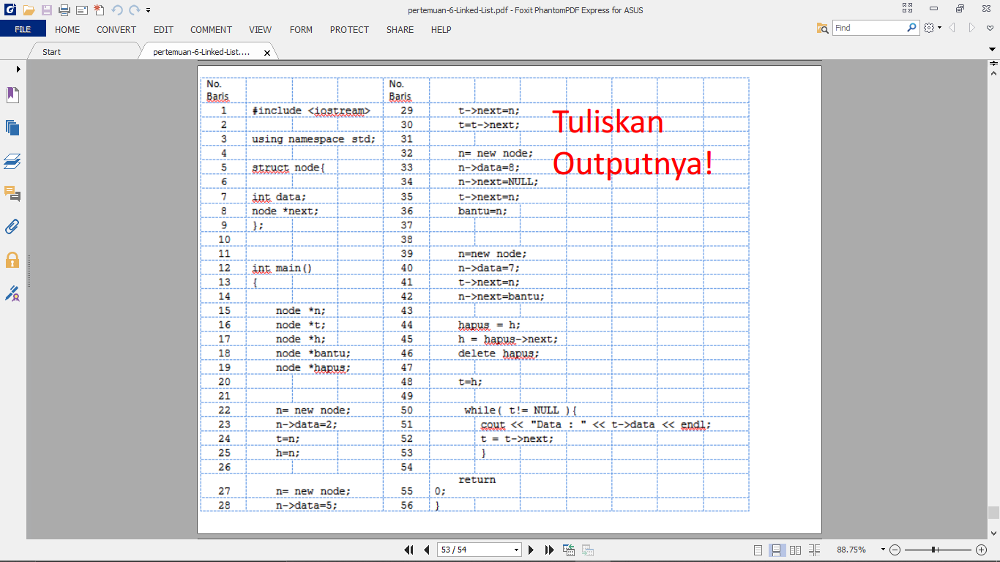 pertemuan-6-Linked-List.pdf - Foxit PhantomPDF Express for ASUS
FILE HOME CONVERT EDIT COMMENT VIEW FORM PROTECT SHARE HELP Find
Start pertemuan-6-Linked-List....
No. Baris
1 #include <iostream>
2
3 using namespace std;
4
5 struct node{
6
7 int data;
8 node *next;
9 };
10
11
12 int main()
13 {
14
15 node *n;
16 node *t;
17 node *h;
18 node *bantu;
19 node *hapus;
20
21
22 n= new node;
23 n->data=2;
24 t=n;
25 h=n;
26
27 n= new node;
28 n->data=5;
No. Baris
29 t->next=n;
30 t=t->next;
31
32 n= new node;
33 n->data=8;
34 n->next=NULL;
35 t->next=n;
36 bantu=n;
37
38
39 n=new node;
40 n->data=7;
41 t->next=n;
42 n->next=bantu;
43
44 hapus = h;
45 h = hapus->next;
46 delete hapus;
47
48 t=h;
49
50 while( t!= NULL ){
51 cout << "Data : " << t->data << endl;
52 t = t->next;
53 }
54
return
55 0;
56 }
Tuliskan
Outputnya!
53 / 54 88.75%